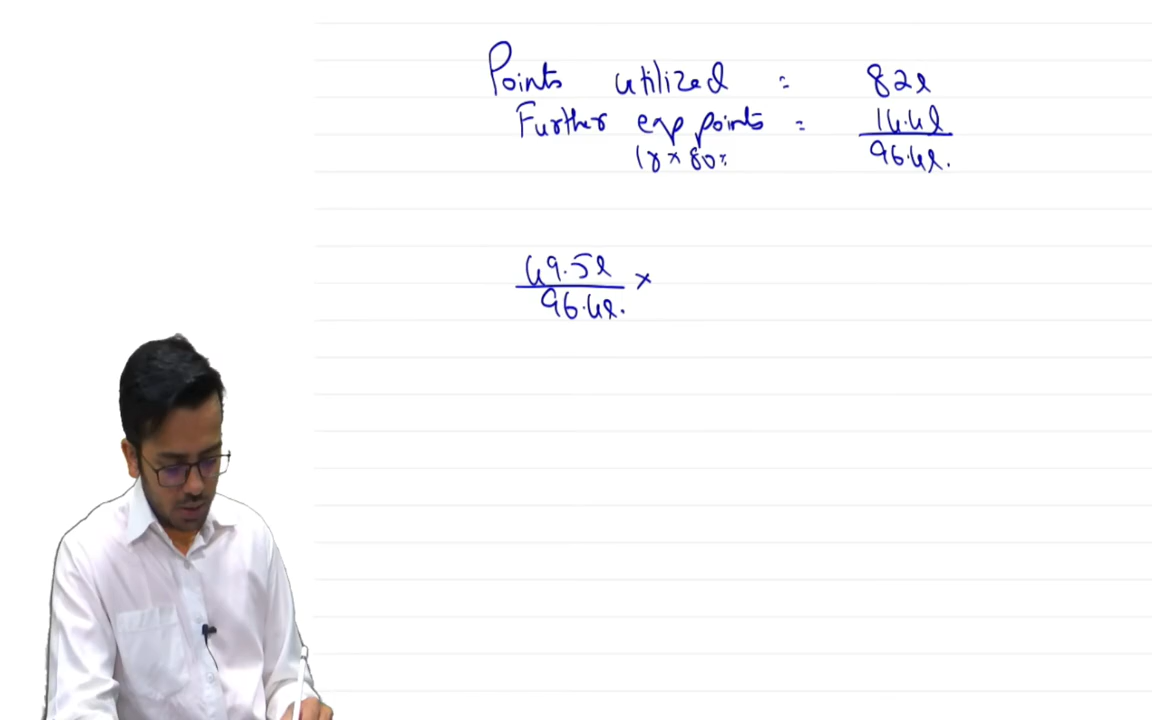 Points utilized = 82l
Further exp points = 14.4l
18 × 80%
96.4l.
49.5l
96.4l. ×